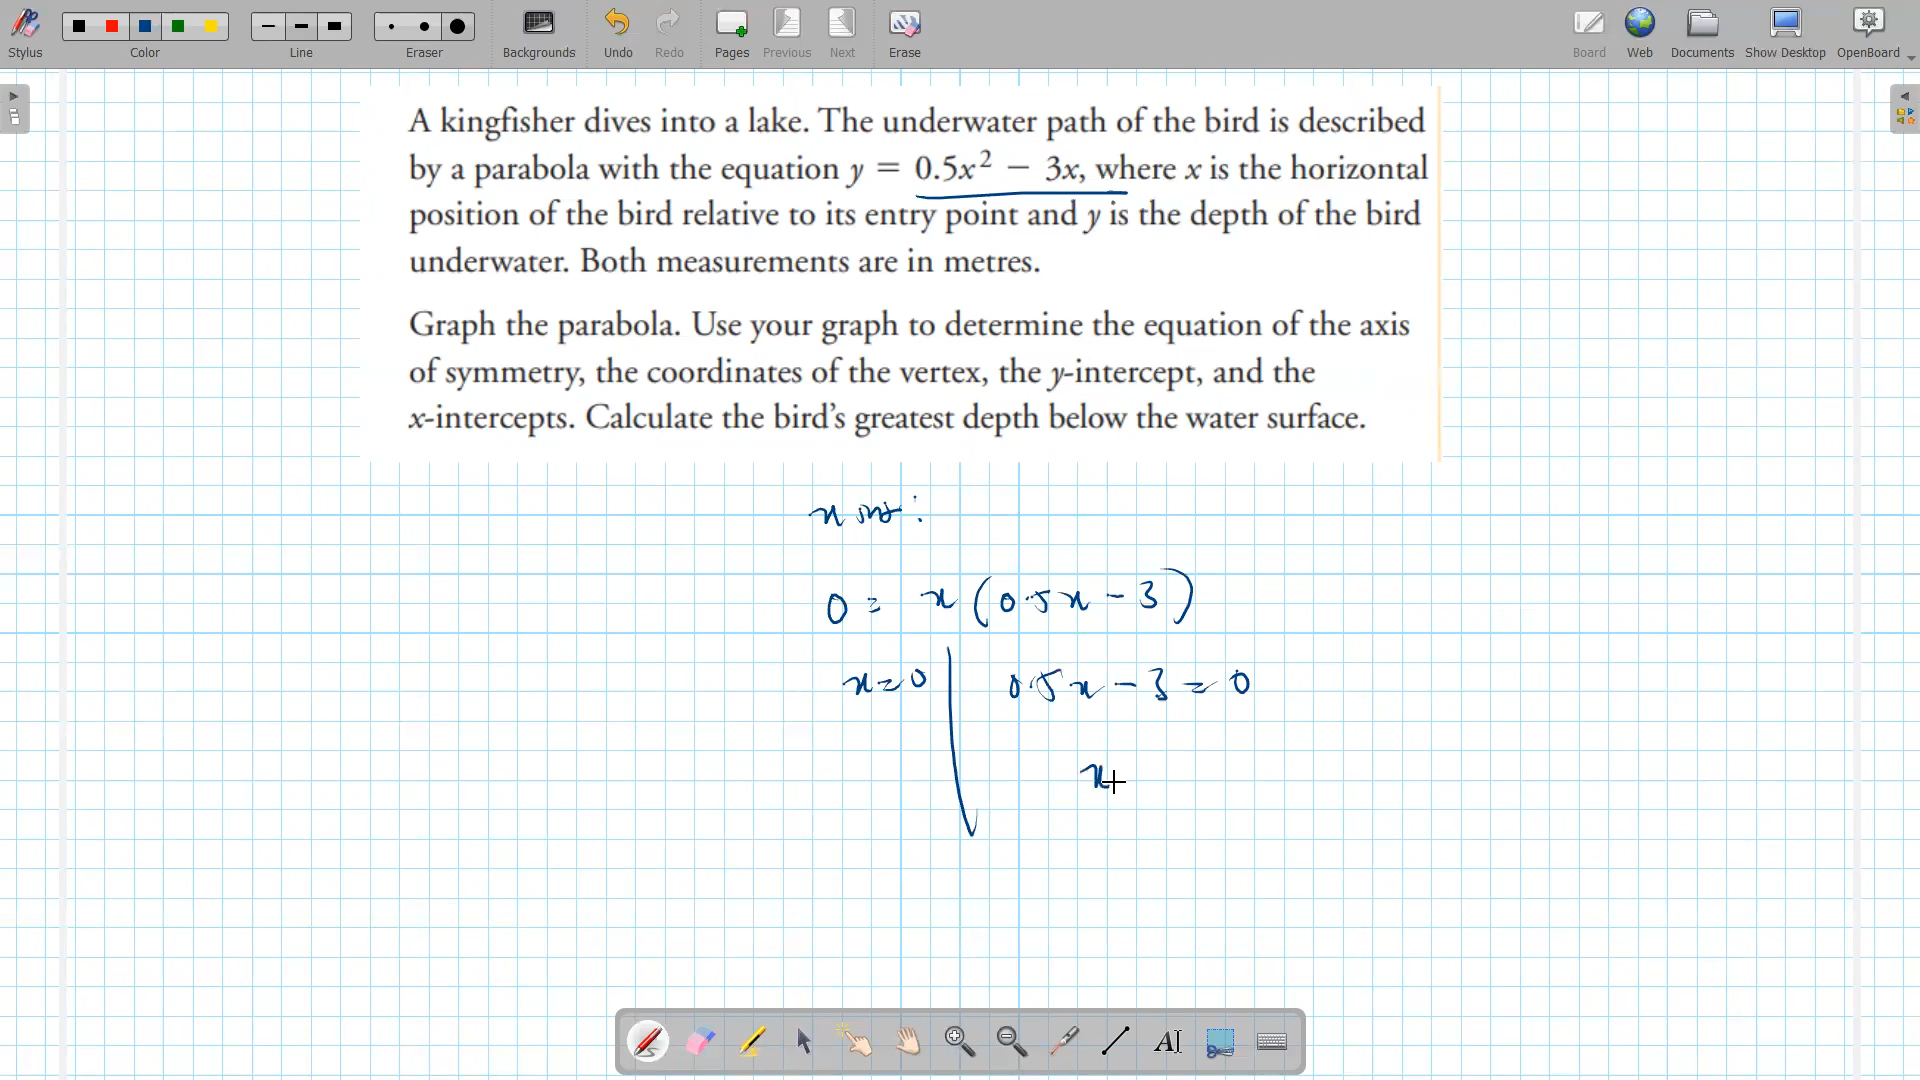 Stylus
Color
Line
Eraser
Backgrounds
Undo
Redo
Pages
Previous
Next
Erase
Board
Web
Documents
Show Desktop
OpenBoard
A kingfisher dives into a lake. The underwater path of the bird is described
by a parabola with the equation y = 0.5x² − 3x, where x is the horizontal
position of the bird relative to its entry point and y is the depth of the bird
underwater. Both measurements are in metres.
Graph the parabola. Use your graph to determine the equation of the axis
of symmetry, the coordinates of the vertex, the y-intercept, and the
x-intercepts. Calculate the bird’s greatest depth below the water surface.
x int :
0 = x (0.5x − 3)
x = 0
0.5x − 3 = 0
x